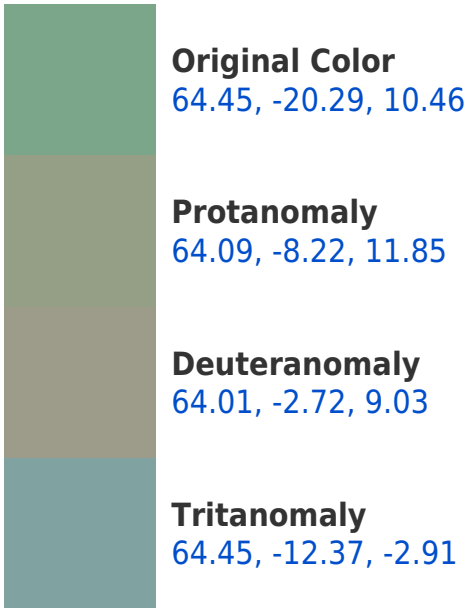 Original Color
64.45, -20.29, 10.46
Protanomaly
64.09, -8.22, 11.85
Deuteranomaly
64.01, -2.72, 9.03
Tritanomaly
64.45, -12.37, -2.91